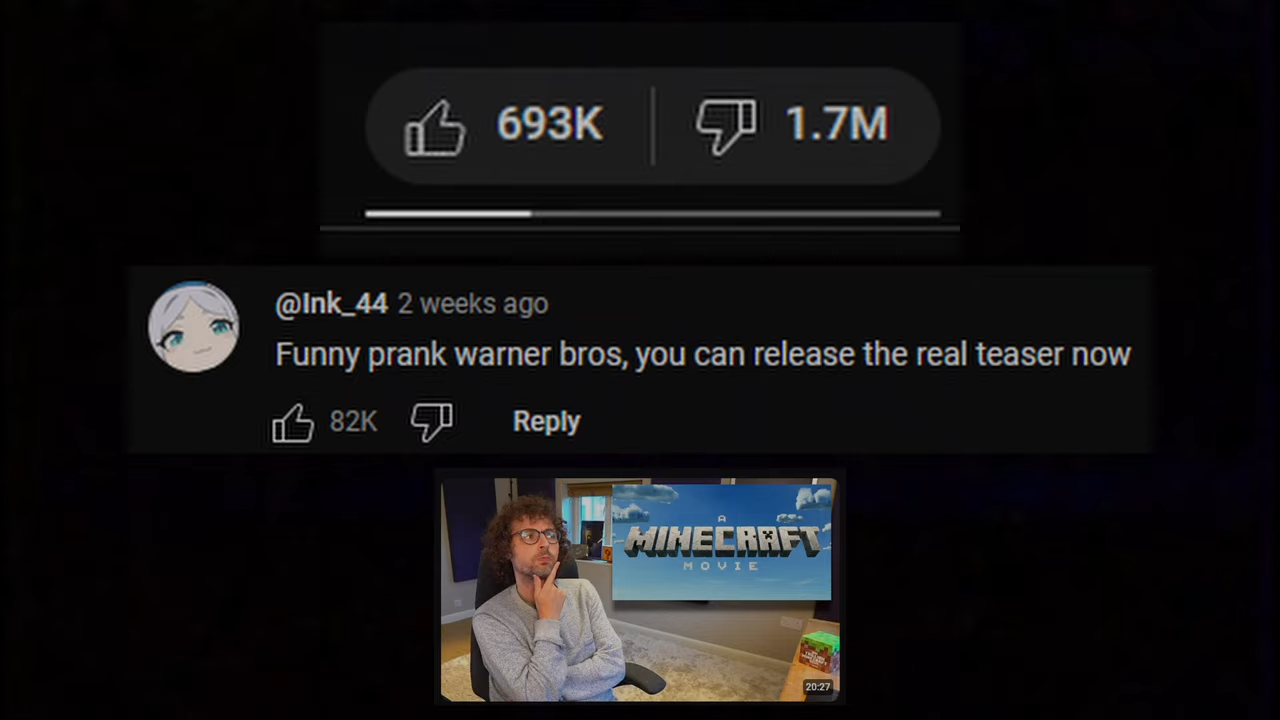 693K 1.7M
@Ink_44 2 weeks ago
Funny prank warner bros, you can release the real teaser now
82K Reply
A
MINECRAFT
MOVIE
20:27